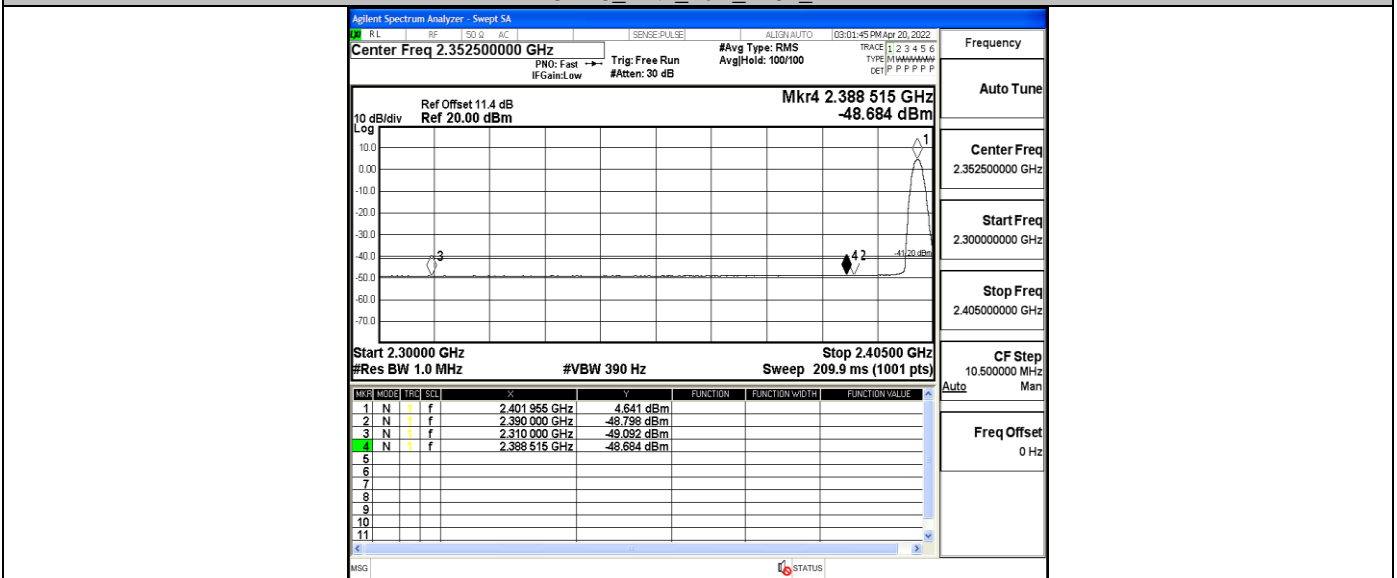 Agilent Spectrum Analyzer - Swept SA
RL RF 50 Ω AC SENSE:PULSE ALIGNAUTO 03:01:45 PM Apr 20, 2022
Center Freq 2.352500000 GHz
PNO: Fast
IFGain:Low
Trig: Free Run
#Atten: 30 dB
#Avg Type: RMS
Avg|Hold: 100/100
TRACE 1 2 3 4 5 6
TYPE M WWWWW
DET P P P P P P
Ref Offset 11.4 dB
10 dB/div Ref 20.00 dBm
Log
Mkr4 2.388 515 GHz
-48.684 dBm
10.0
0.00
-10.0
-20.0
-30.0
-40.0
-50.0
-60.0
-70.0
1
3
4 2
-41.20 dBm
Start 2.30000 GHz Stop 2.40500 GHz
#Res BW 1.0 MHz #VBW 390 Hz Sweep 209.9 ms (1001 pts)
MKR MODE TRC SCL X Y FUNCTION FUNCTION WIDTH FUNCTION VALUE
1 N 1 f 2.401 955 GHz 4.641 dBm
2 N 1 f 2.390 000 GHz -48.798 dBm
3 N 1 f 2.310 000 GHz -49.092 dBm
4 N 1 f 2.388 515 GHz -48.684 dBm
5
6
7
8
9
10
11
MSG STATUS
Frequency
Auto Tune
Center Freq
2.352500000 GHz
Start Freq
2.300000000 GHz
Stop Freq
2.405000000 GHz
CF Step
10.500000 MHz
Auto Man
Freq Offset
0 Hz